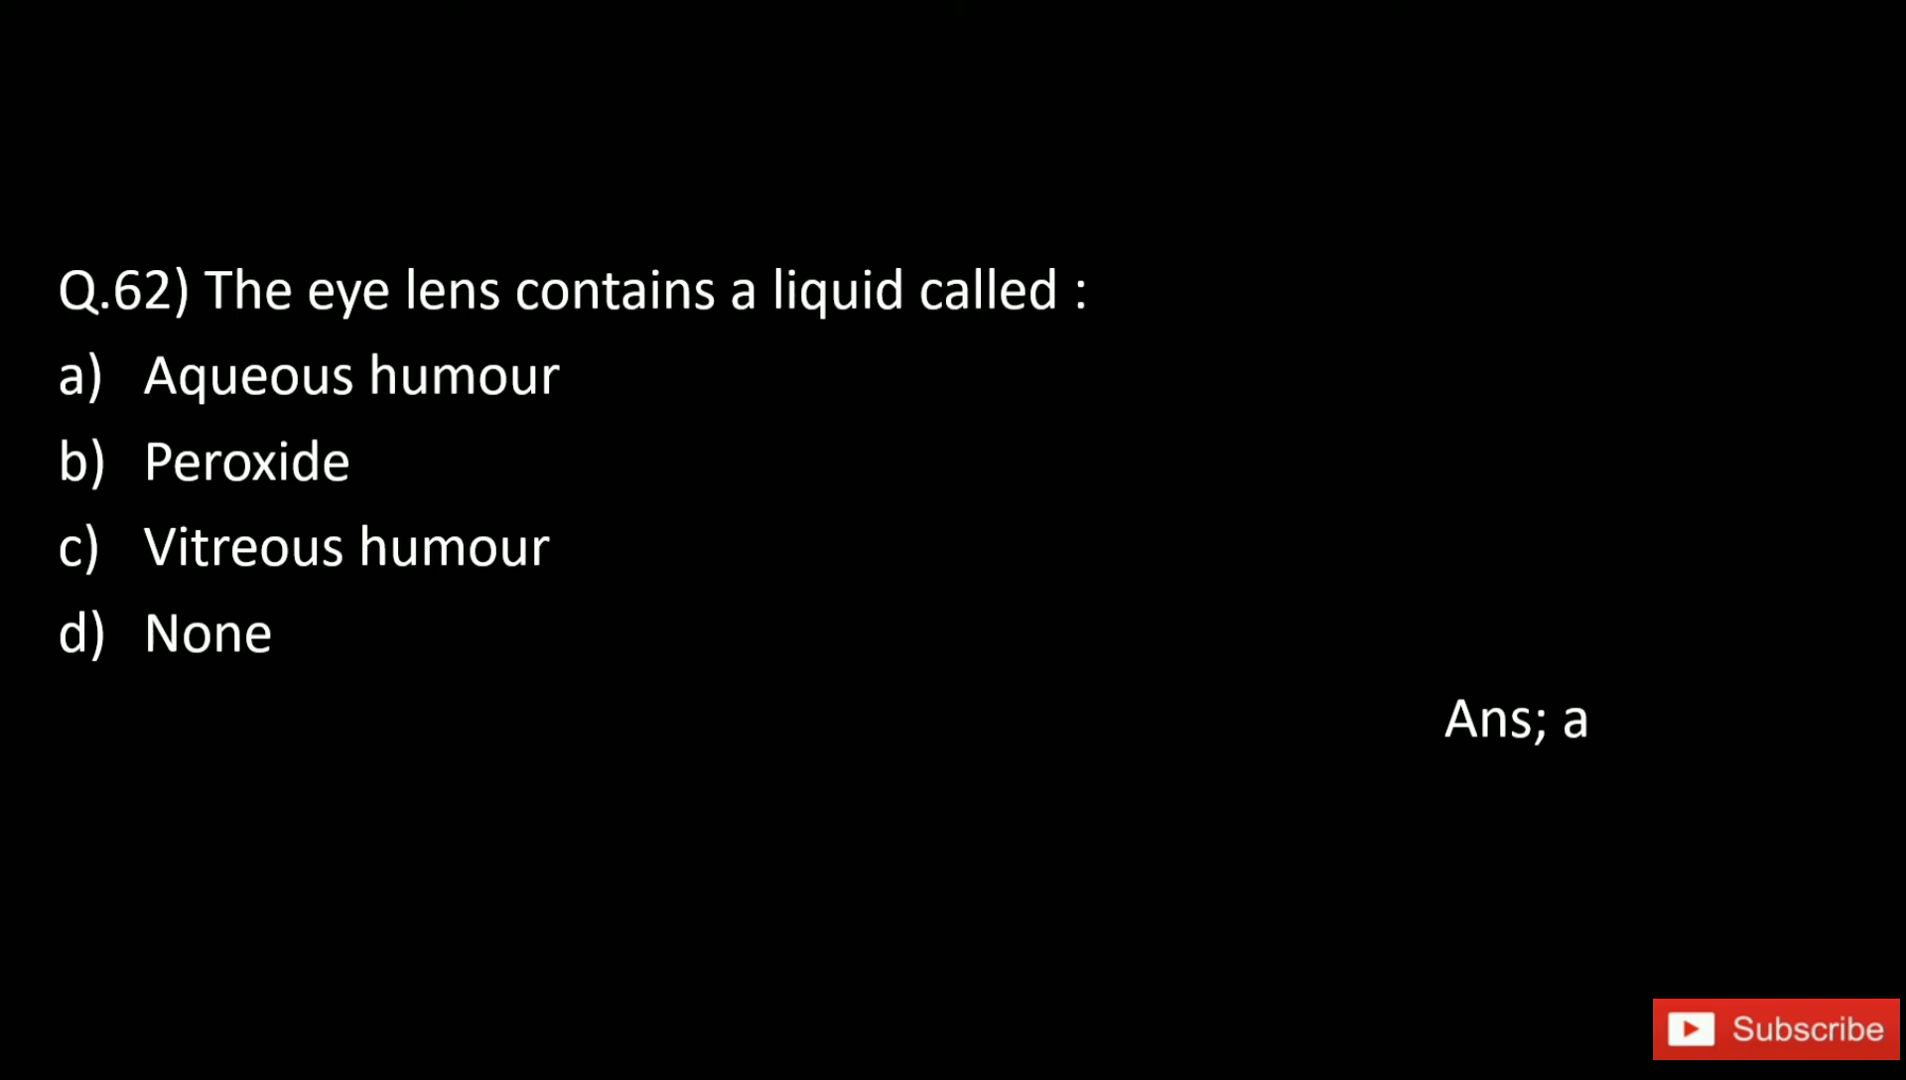 Q.62) The eye lens contains a liquid called :
a) Aqueous humour
b) Peroxide
c) Vitreous humour
d) None
Ans; a
Subscribe